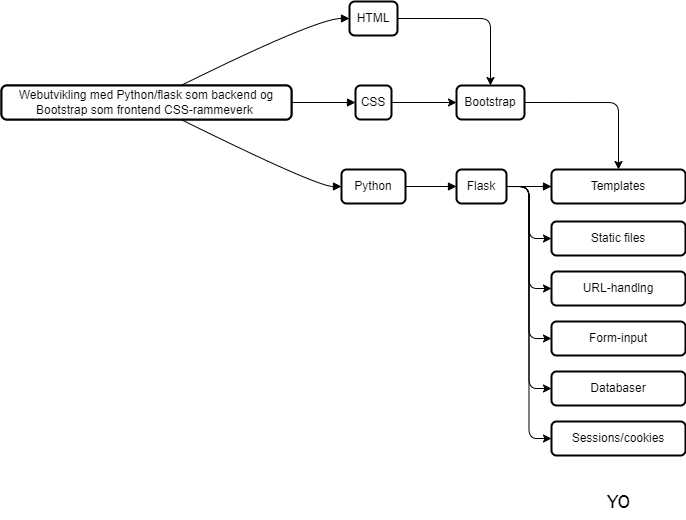 HTML
Webutvikling med Python/flask som backend og
Bootstrap som frontend CSS-rammeverk
CSS
Bootstrap
Python
Flask
Templates
Static files
URL-handlng
Form-input
Databaser
Sessions/cookies
YO